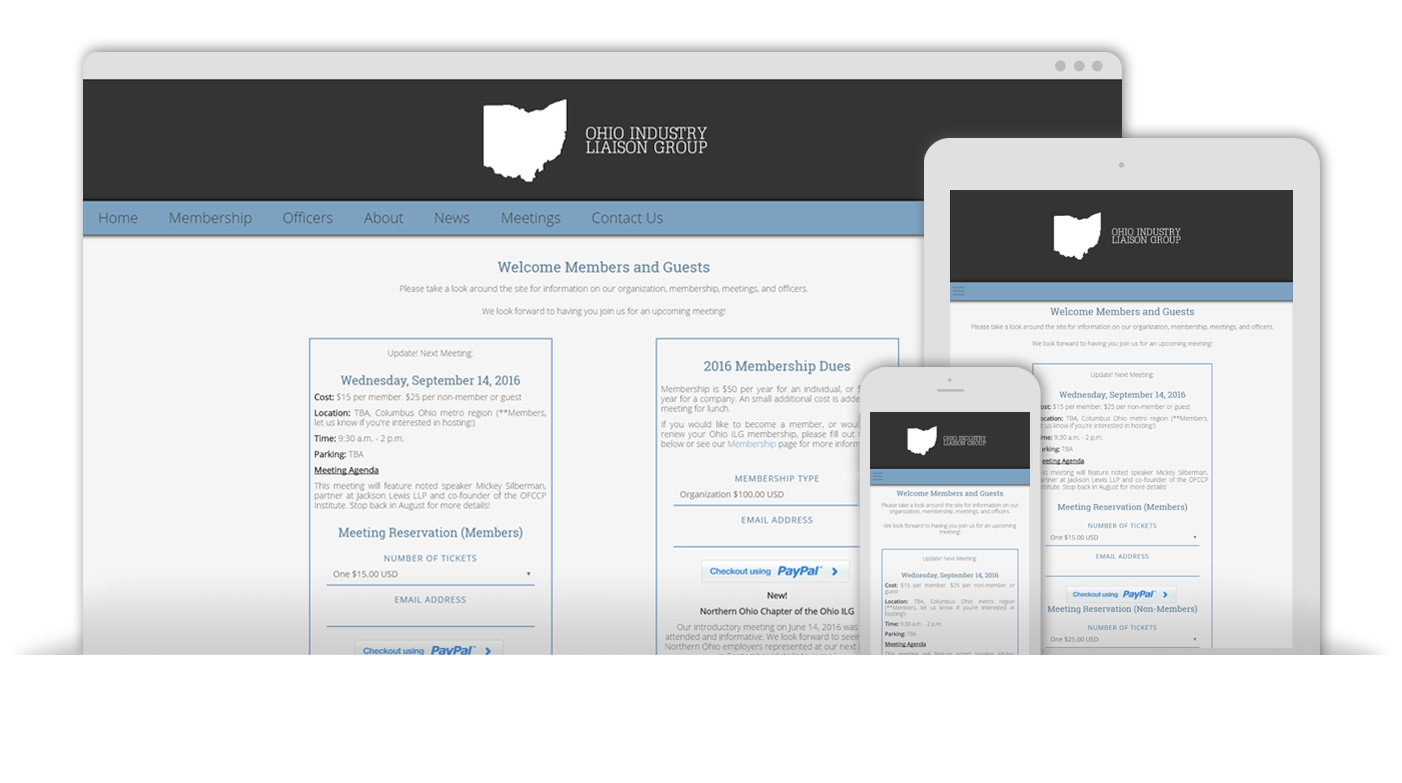 OHIO INDUSTRY
LIAISON GROUP
Home Membership Officers About News Meetings Contact Us
Welcome Members and Guests
Please take a look around the site for information on our organization, membership, meetings, and officers.
We look forward to having you join us for an upcoming meeting!
Update! Next Meeting:
Wednesday, September 14, 2016
Cost: $15 per member. $25 per non-member or guest
Location: TBA, Columbus Ohio metro region (**Members,
let us know if you're interested in hosting!)
Time: 9:30 a.m. - 2 p.m.
Parking: TBA
Meeting Agenda
This meeting will feature noted speaker Mickey Silberman,
partner at Jackson Lewis LLP and co-founder of the OFCCP
Institute. Stop back in August for more details!
Meeting Reservation (Members)
NUMBER OF TICKETS
One $15.00 USD
EMAIL ADDRESS
Checkout using PayPal
2016 Membership Dues
Membership is $50 per year for an individual, or
year for a company. An small additional cost is
meeting for lunch.
If you would like to become a member, or
renew your Ohio ILG membership, please fill out
below or see our Membership page for more
MEMBERSHIP TYPE
Organization $100.00 USD
EMAIL ADDRESS
Checkout using PayPal
New!
Northern Ohio Chapter of the Ohio ILG
Our introductory meeting on June 14, 2016 was
attended and informative. We look forward to
Northern Ohio employers represented at our next
OHIO INDUSTRY
LIAISON GROUP
Welcome Members and Guests
Please take a look around the site for information on our
organization, membership, meetings, and officers.
We look forward to having you join us for an upcoming
meeting!
Update! Next Meeting:
Wednesday, September 14, 2016
Cost: $15 per member. $25 per non-member or
guest
Location: TBA, Columbus Ohio metro region
(**Members, let us know if you're interested in
hosting!)
Time: 9:30 a.m. - 2 p.m.
Parking: TBA
Meeting Agenda
This meeting will feature noted speaker Mickey
OHIO INDUSTRY
LIAISON GROUP
Welcome Members and Guests
Please take a look around the site for information on our organization, membership, meetings, and officers.
We look forward to having you join us for an upcoming meeting!
Update! Next Meeting:
Wednesday, September 14, 2016
$15 per member. $25 per non-member or guest
TBA, Columbus Ohio metro region (**Members,
let us know if you're interested in hosting!)
9:30 a.m. - 2 p.m.
TBA
Agenda
meeting will feature noted speaker Mickey Silberman,
at Jackson Lewis LLP and co-founder of the OFCCP
Stop back in August for more details!
Meeting Reservation (Members)
NUMBER OF TICKETS
One $15.00 USD
EMAIL ADDRESS
Checkout using PayPal
Meeting Reservation (Non-Members)
NUMBER OF TICKETS
One $25.00 USD